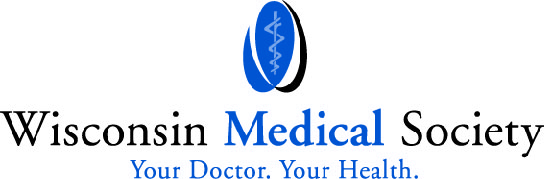 Wisconsin Medical Society
Your Doctor. Your Health.